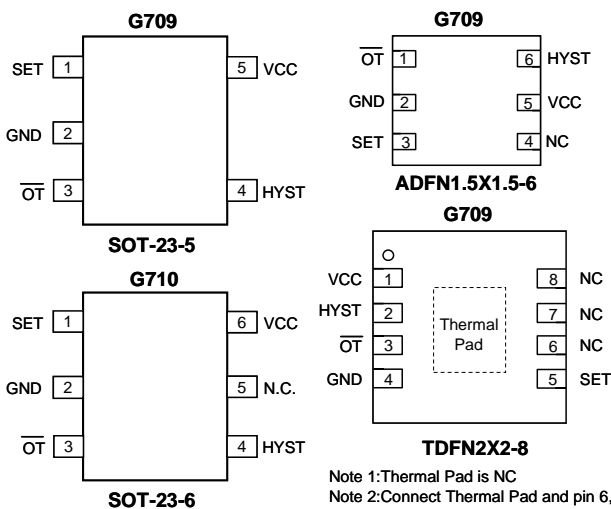 G709
SET 1 5 VCC
GND 2
OT 3 4 HYST
SOT-23-5
G710
SET 1 6 VCC
GND 2 5 N.C.
OT 3 4 HYST
SOT-23-6
G709
OT 1 6 HYST
GND 2 5 VCC
SET 3 4 NC
ADFN1.5X1.5-6
G709
VCC 1 8 NC
HYST 2 7 NC
OT 3 6 NC
GND 4 5 SET
Thermal
Pad
TDFN2X2-8
Note 1:Thermal Pad is NC
Note 2:Connect Thermal Pad and pin 6,